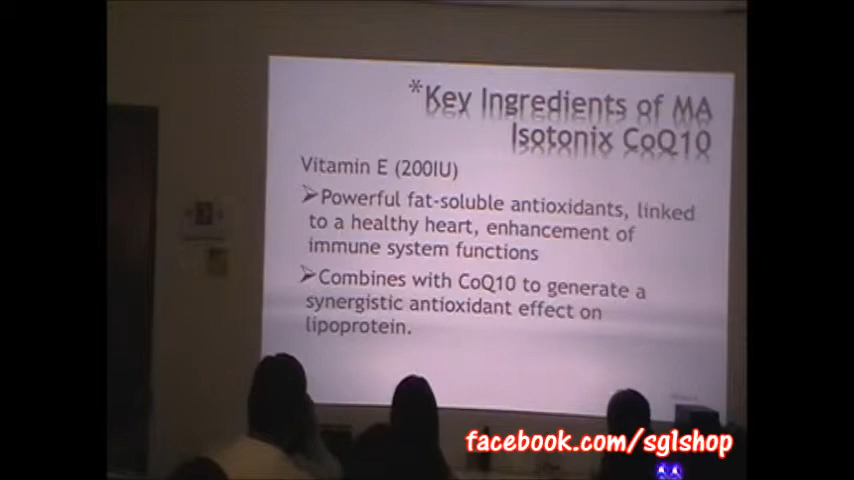 *Key Ingredients of MA
Isotonix CoQ10
Vitamin E (200IU)
➢Powerful fat-soluble antioxidants, linked
to a healthy heart, enhancement of
immune system functions
➢Combines with CoQ10 to generate a
synergistic antioxidant effect on
lipoprotein.
facebook.com/sg1shop